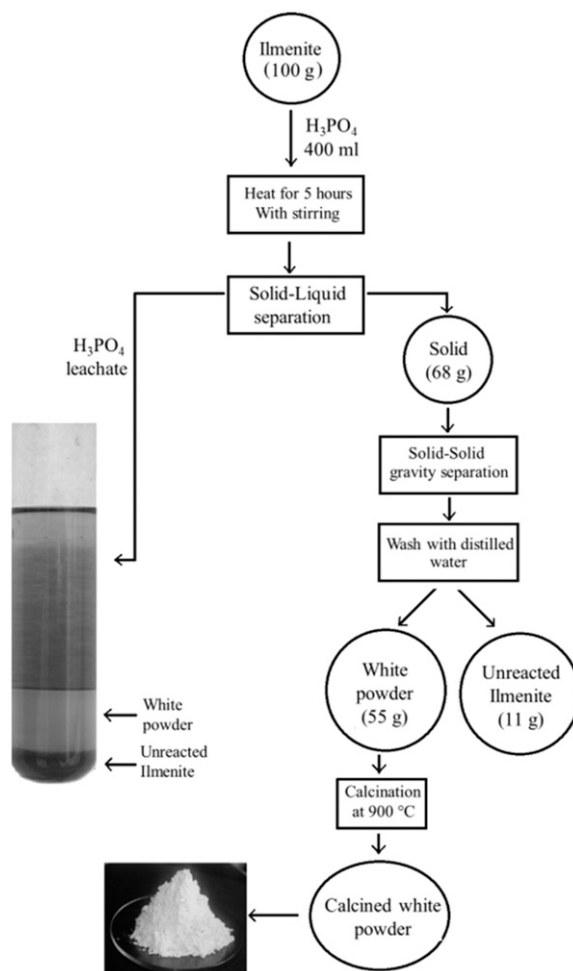 Ilmenite
(100 g)
H₃PO₄
400 ml
Heat for 5 hours
With stirring
Solid-Liquid
separation
H₃PO₄
leachate
Solid
(68 g)
Solid-Solid
gravity separation
Wash with distilled
water
White
powder
(55 g)
Unreacted
Ilmenite
(11 g)
White
powder
Unreacted
Ilmenite
Calcination
at 900 °C
Calcined white
powder